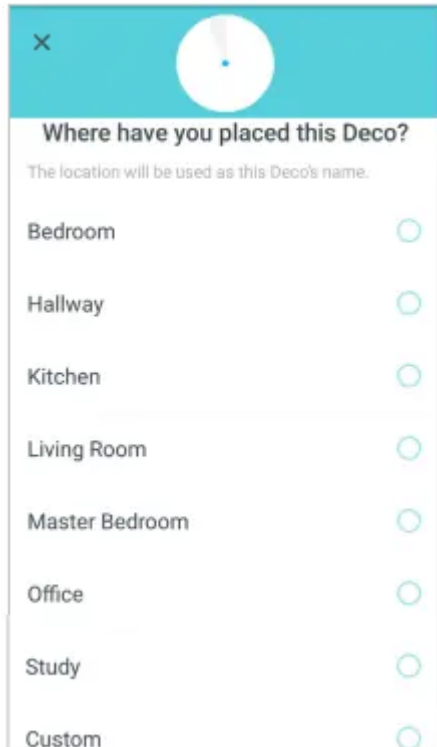 Where have you placed this Deco?
The location will be used as this Deco's name.
Bedroom
Hallway
Kitchen
Living Room
Master Bedroom
Office
Study
Custom